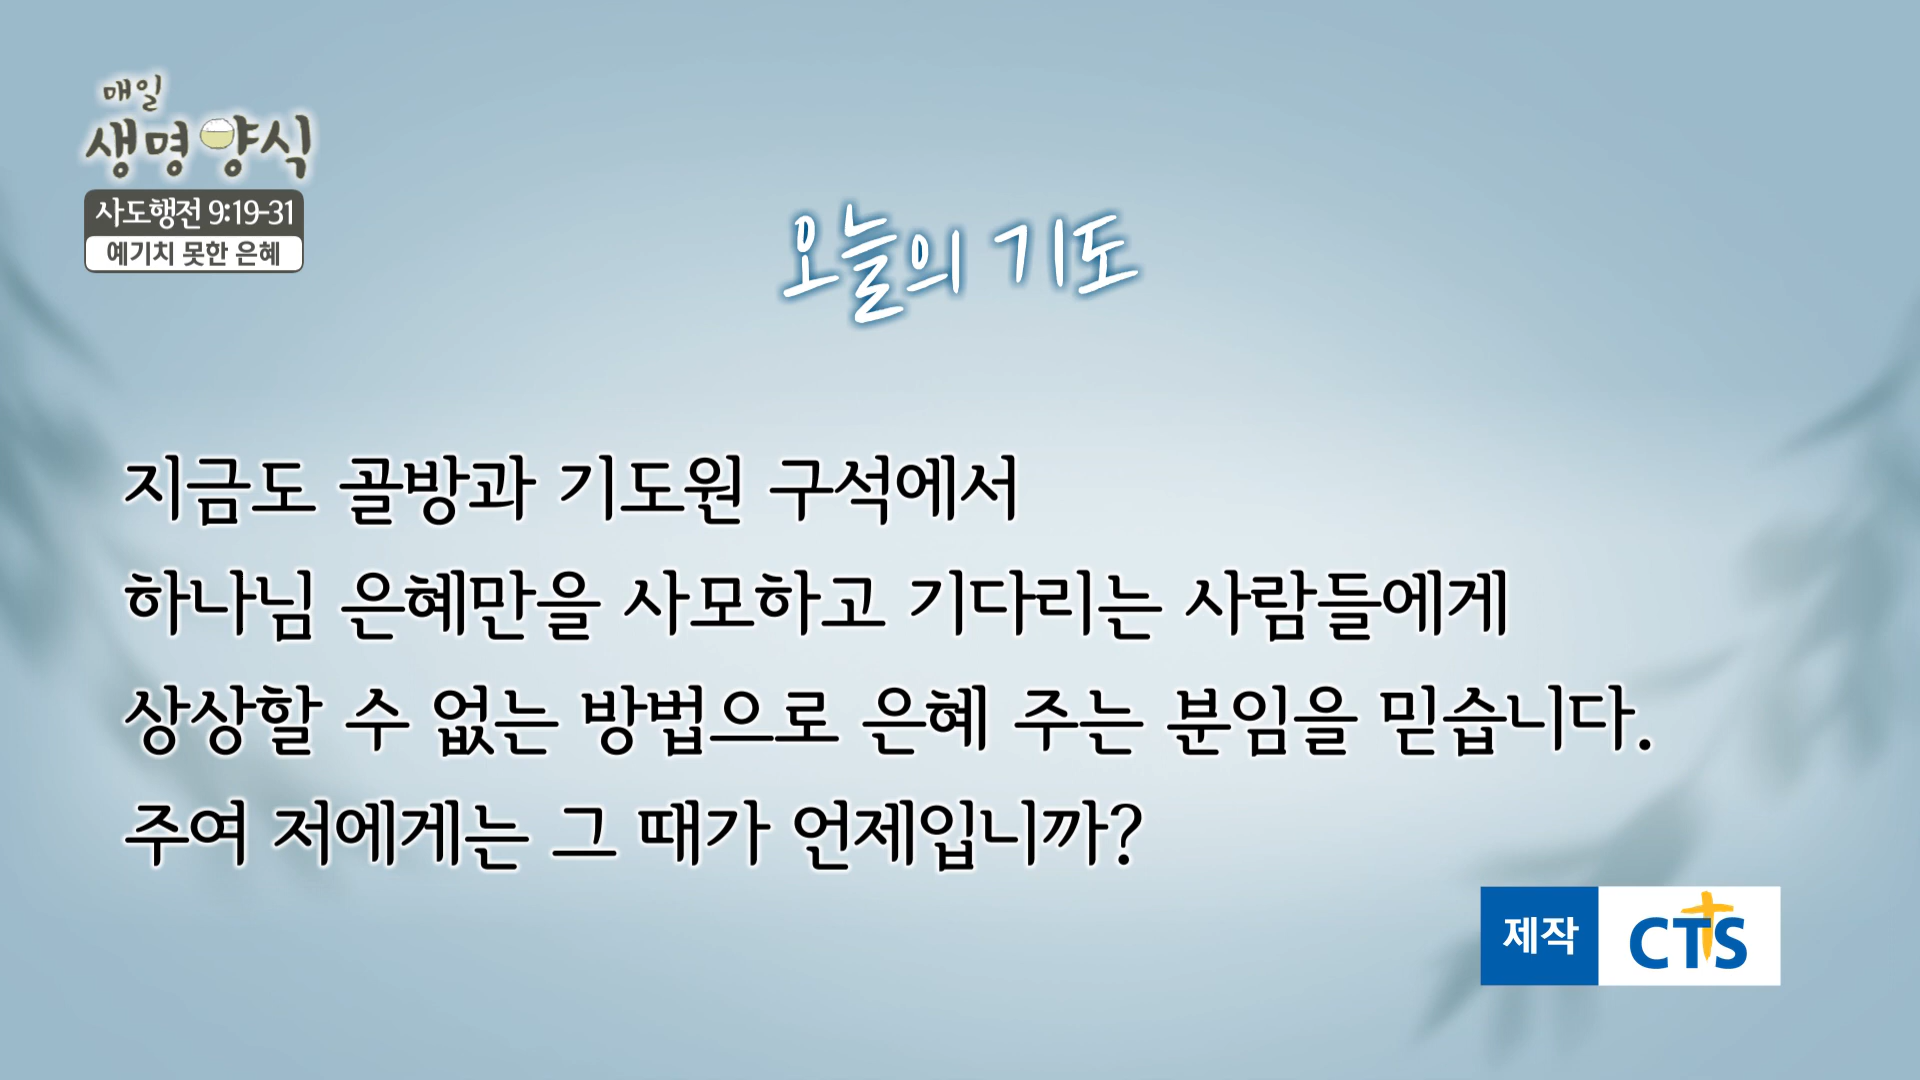 매일
생명양식
사도행전 9:19-31
예기치 못한 은혜
오늘의 기도
지금도 골방과 기도원 구석에서
하나님 은혜만을 사모하고 기다리는 사람들에게
상상할 수 없는 방법으로 은혜 주는 분임을 믿습니다.
주여 저에게는 그 때가 언제입니까?
제작 CTS